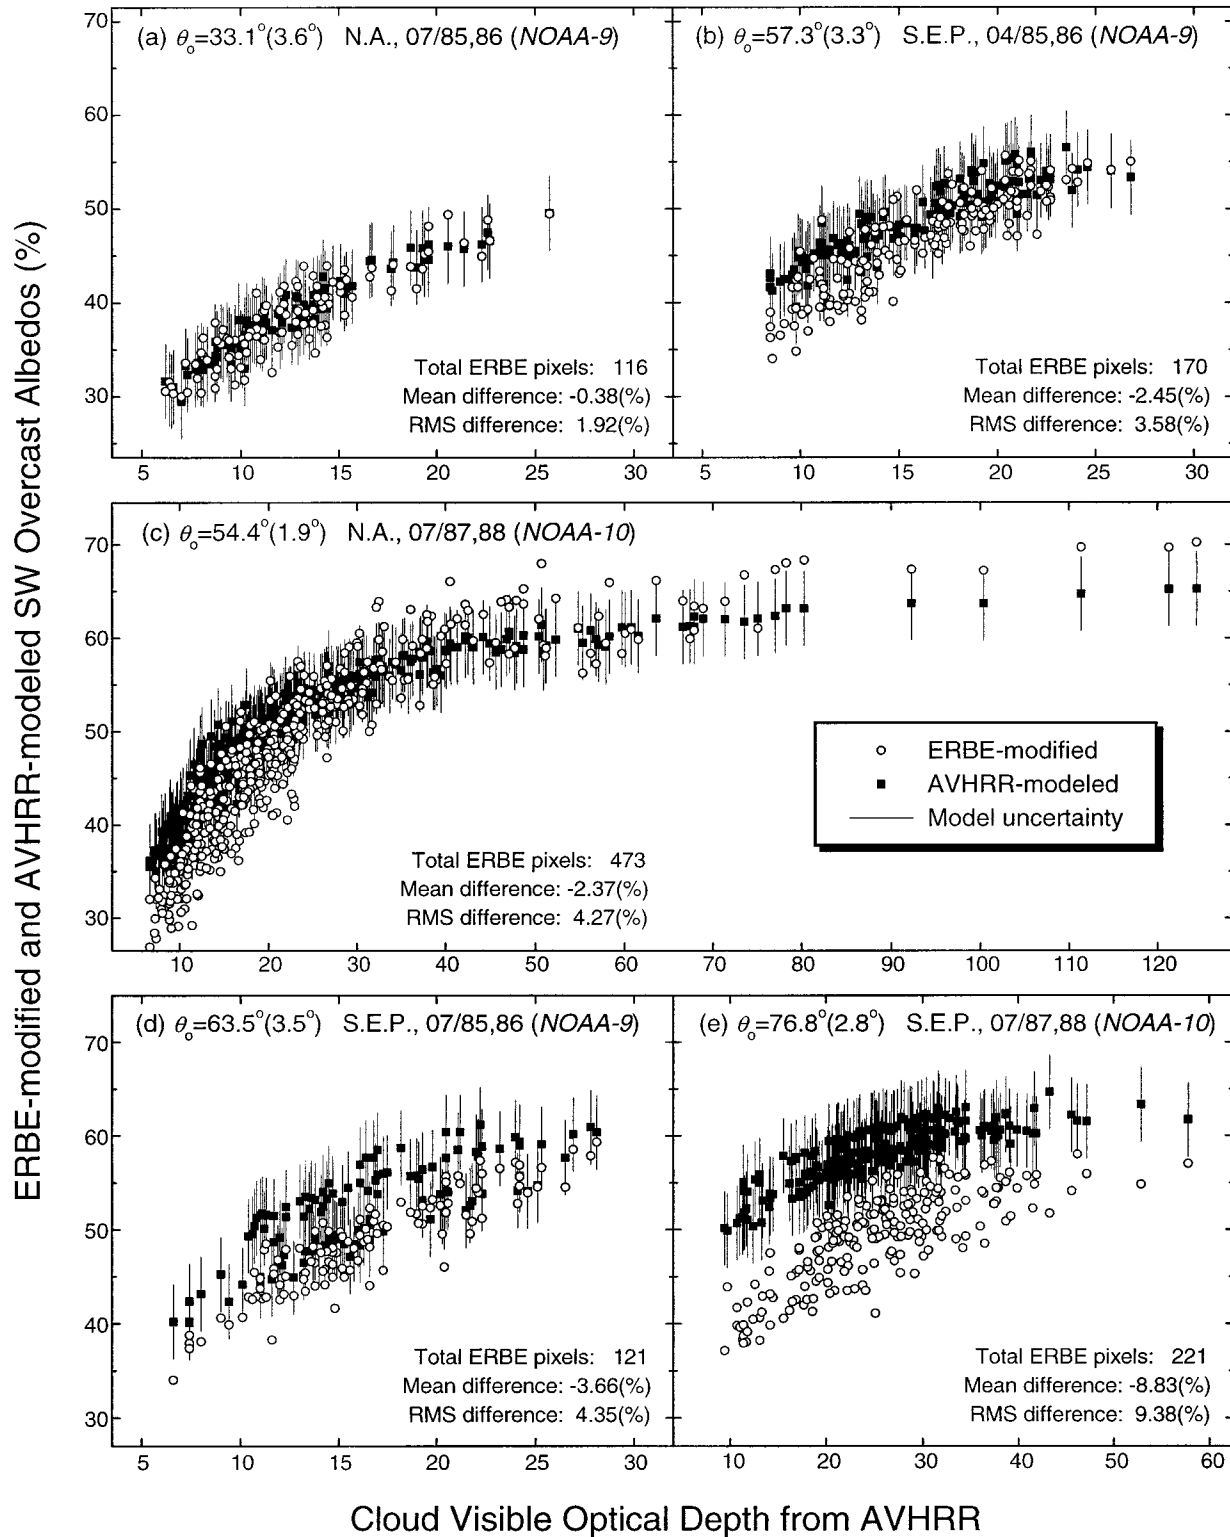 ERBE-modified and AVHRR-modeled SW Overcast Albedos (%)
(a) θo=33.1°(3.6°) N.A., 07/85,86 (NOAA-9)
70
60
50
40
30
Total ERBE pixels: 116
Mean difference: -0.38(%)
RMS difference: 1.92(%)
5 10 15 20 25 30
(b) θo=57.3°(3.3°) S.E.P., 04/85,86 (NOAA-9)
Total ERBE pixels: 170
Mean difference: -2.45(%)
RMS difference: 3.58(%)
5 10 15 20 25 30
(c) θo=54.4°(1.9°) N.A., 07/87,88 (NOAA-10)
70
60
50
40
30
ERBE-modified
AVHRR-modeled
Model uncertainty
Total ERBE pixels: 473
Mean difference: -2.37(%)
RMS difference: 4.27(%)
10 20 30 40 50 60 70 80 90 100 110 120
(d) θo=63.5°(3.5°) S.E.P., 07/85,86 (NOAA-9)
70
60
50
40
30
Total ERBE pixels: 121
Mean difference: -3.66(%)
RMS difference: 4.35(%)
5 10 15 20 25 30
(e) θo=76.8°(2.8°) S.E.P., 07/87,88 (NOAA-10)
Total ERBE pixels: 221
Mean difference: -8.83(%)
RMS difference: 9.38(%)
10 20 30 40 50 60
Cloud Visible Optical Depth from AVHRR